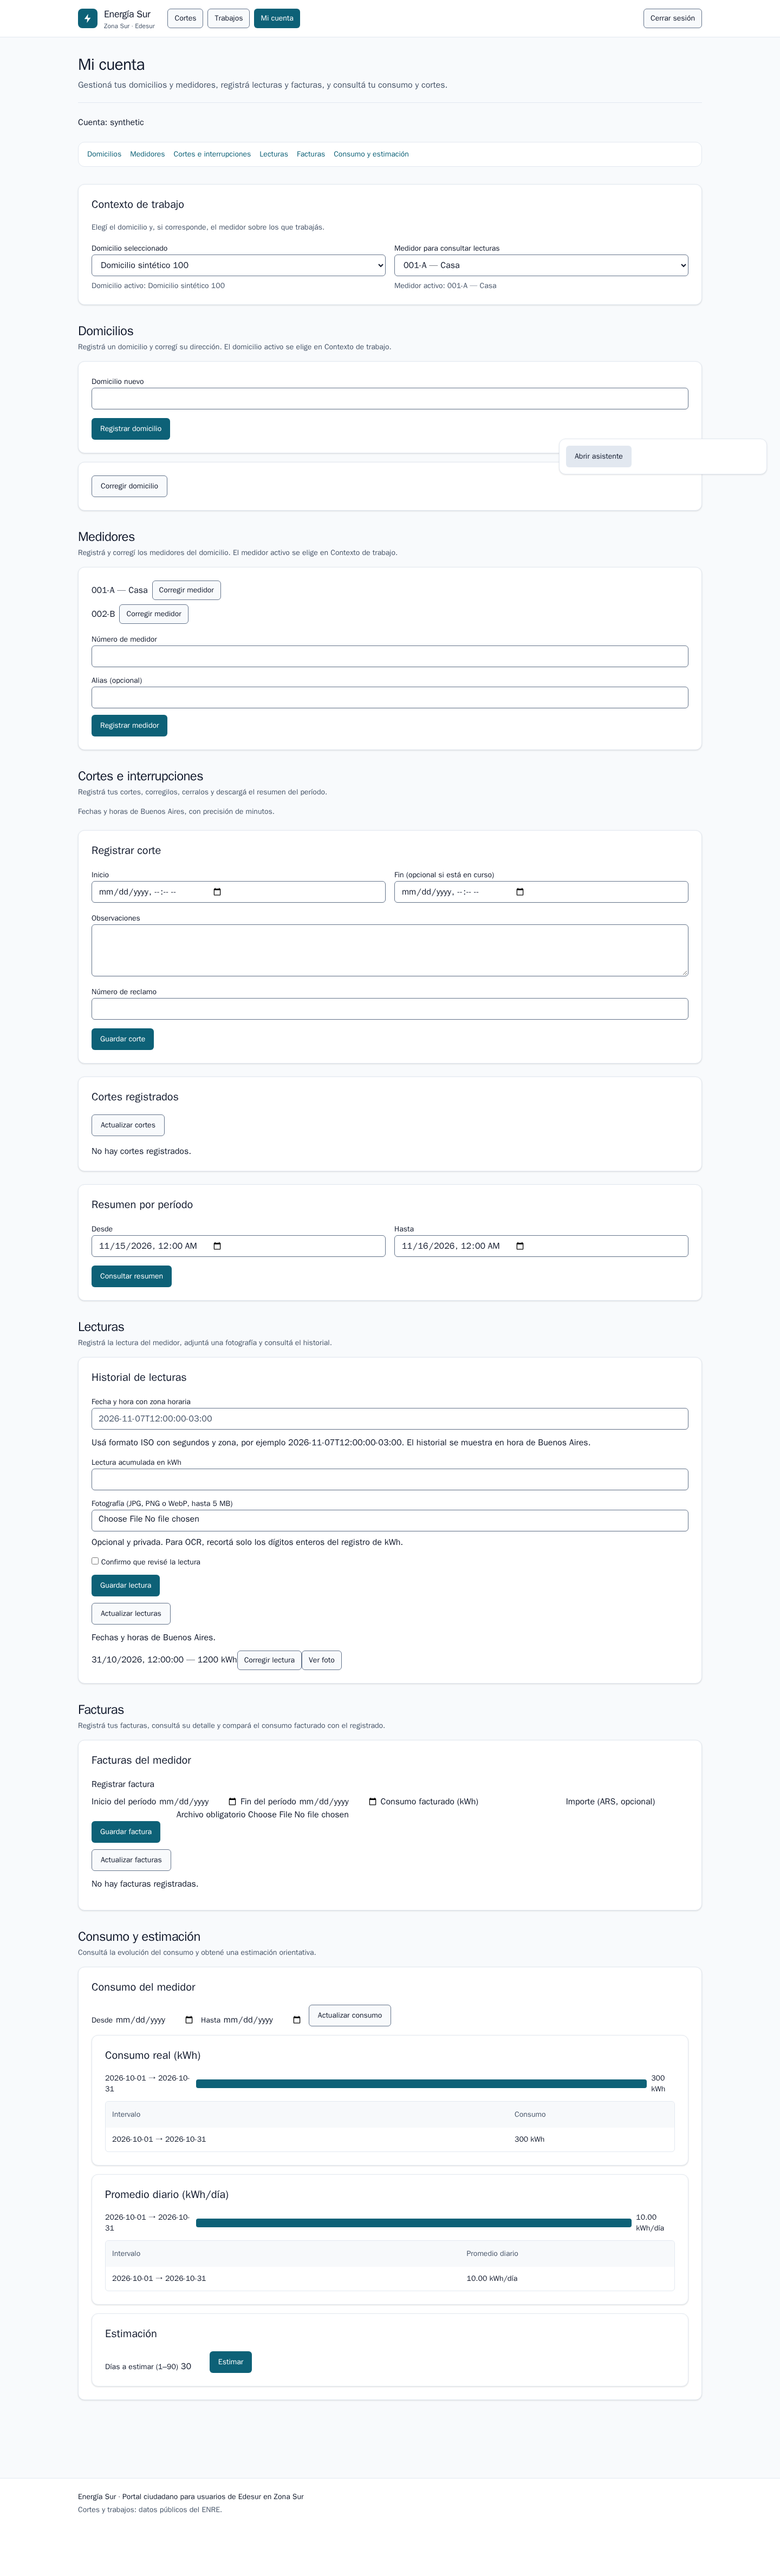 Energía Sur
Zona Sur · Edesur
Cortes
Trabajos
Mi cuenta
Cerrar sesión
Mi cuenta
Gestioná tus domicilios y medidores, registrá lecturas y facturas, y consultá tu consumo y cortes.
Cuenta: synthetic
Domicilios Medidores Cortes e interrupciones Lecturas Facturas Consumo y estimación
Contexto de trabajo
Elegí el domicilio y, si corresponde, el medidor sobre los que trabajás.
Domicilio seleccionado
Domicilio sintético 100
Domicilio activo: Domicilio sintético 100
Medidor para consultar lecturas
001-A — Casa
Medidor activo: 001-A — Casa
Domicilios
Registrá un domicilio y corregí su dirección. El domicilio activo se elige en Contexto de trabajo.
Domicilio nuevo
Registrar domicilio
Abrir asistente
Corregir domicilio
Medidores
Registrá y corregí los medidores del domicilio. El medidor activo se elige en Contexto de trabajo.
001-A — Casa Corregir medidor
002-B Corregir medidor
Número de medidor
Alias (opcional)
Registrar medidor
Cortes e interrupciones
Registrá tus cortes, corregilos, cerralos y descargá el resumen del período.
Fechas y horas de Buenos Aires, con precisión de minutos.
Registrar corte
Inicio
mm/dd/yyyy, --:-- --
Fin (opcional si está en curso)
mm/dd/yyyy, --:-- --
Observaciones
Número de reclamo
Guardar corte
Cortes registrados
Actualizar cortes
No hay cortes registrados.
Resumen por período
Desde
11/15/2026, 12:00 AM
Hasta
11/16/2026, 12:00 AM
Consultar resumen
Lecturas
Registrá la lectura del medidor, adjuntá una fotografía y consultá el historial.
Historial de lecturas
Fecha y hora con zona horaria
2026-11-07T12:00:00-03:00
Usá formato ISO con segundos y zona, por ejemplo 2026-11-07T12:00:00-03:00. El historial se muestra en hora de Buenos Aires.
Lectura acumulada en kWh
Fotografía (JPG, PNG o WebP, hasta 5 MB)
Choose File No file chosen
Opcional y privada. Para OCR, recortá solo los dígitos enteros del registro de kWh.
Confirmo que revisé la lectura
Guardar lectura
Actualizar lecturas
Fechas y horas de Buenos Aires.
31/10/2026, 12:00:00 — 1200 kWh Corregir lectura Ver foto
Facturas
Registrá tus facturas, consultá su detalle y compará el consumo facturado con el registrado.
Facturas del medidor
Registrar factura
Inicio del período mm/dd/yyyy Fin del período mm/dd/yyyy Consumo facturado (kWh) Importe (ARS, opcional)
Archivo obligatorio Choose File No file chosen
Guardar factura
Actualizar facturas
No hay facturas registradas.
Consumo y estimación
Consultá la evolución del consumo y obtené una estimación orientativa.
Consumo del medidor
Desde mm/dd/yyyy Hasta mm/dd/yyyy Actualizar consumo
Consumo real (kWh)
2026-10-01 → 2026-10-
31
300
kWh
Intervalo Consumo
2026-10-01 → 2026-10-31 300 kWh
Promedio diario (kWh/día)
2026-10-01 → 2026-10-
31
10.00
kWh/día
Intervalo Promedio diario
2026-10-01 → 2026-10-31 10.00 kWh/día
Estimación
Días a estimar (1–90) 30 Estimar
Energía Sur · Portal ciudadano para usuarios de Edesur en Zona Sur
Cortes y trabajos: datos públicos del ENRE.